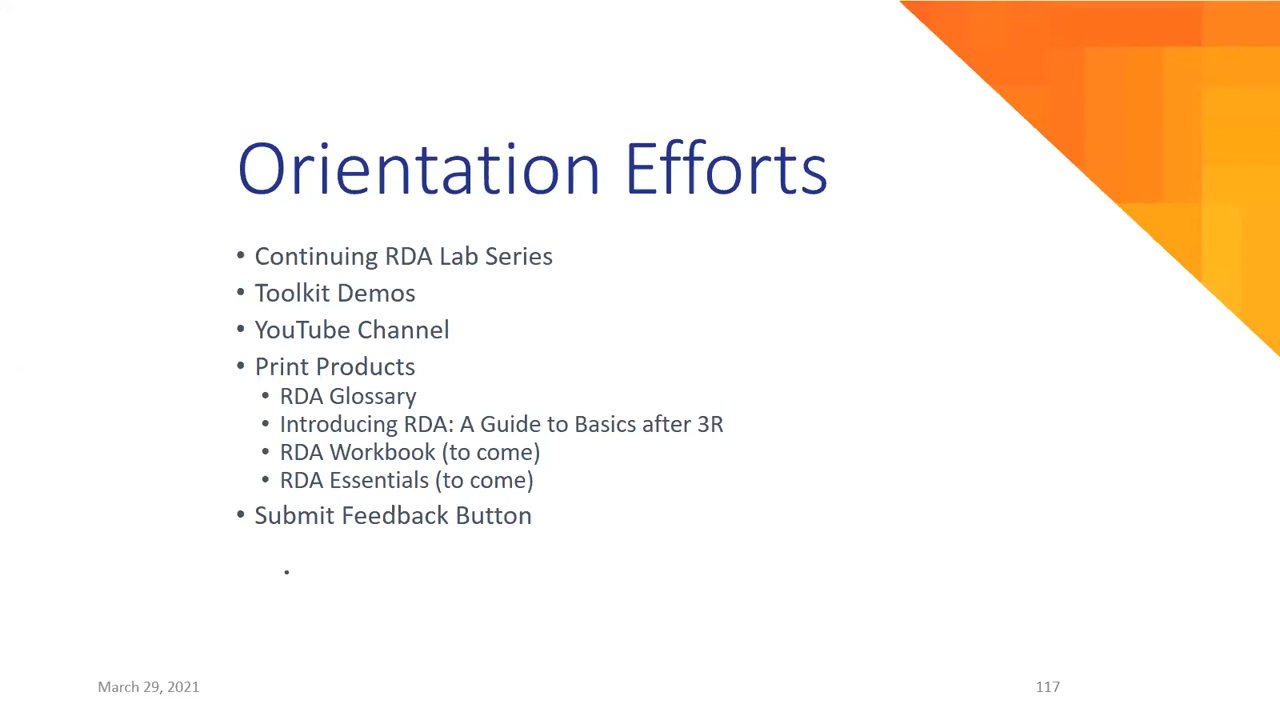 Orientation Efforts
• Continuing RDA Lab Series
• Toolkit Demos
• YouTube Channel
• Print Products
• RDA Glossary
• Introducing RDA: A Guide to Basics after 3R
• RDA Workbook (to come)
• RDA Essentials (to come)
• Submit Feedback Button
•
March 29, 2021
117